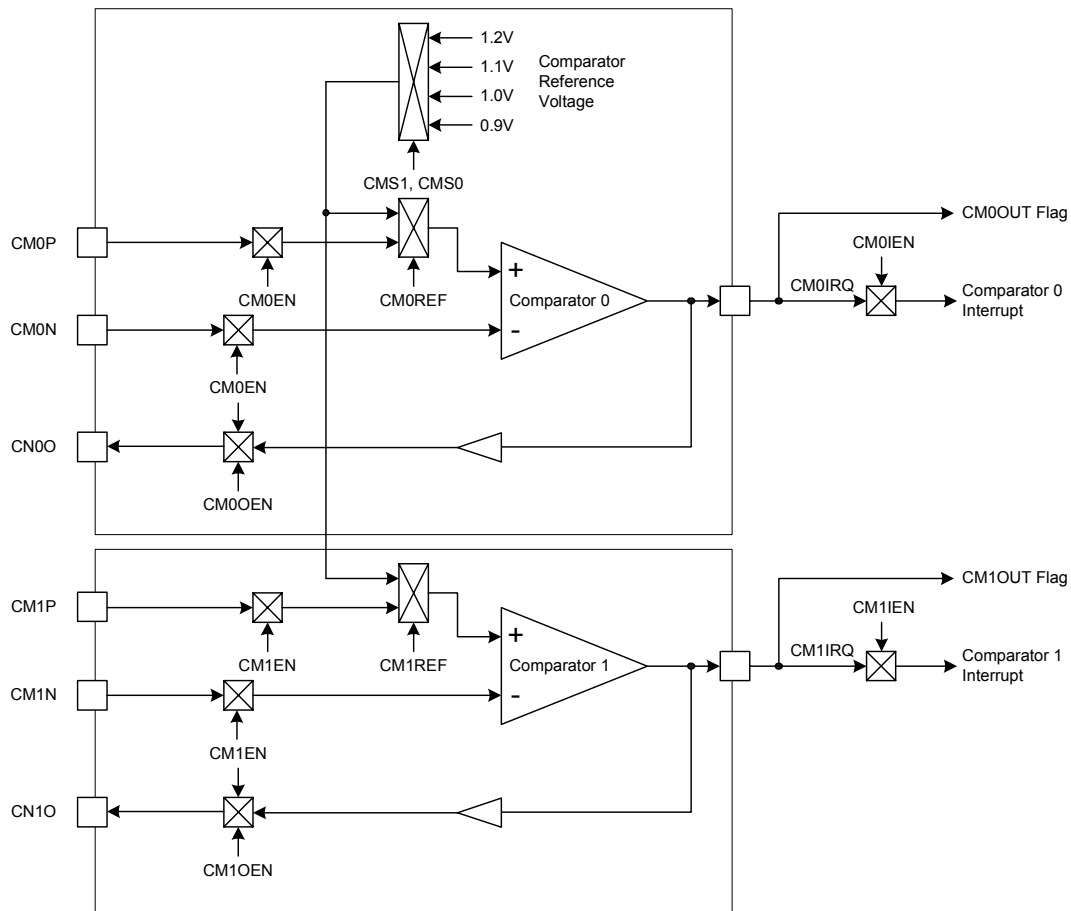 1.2V
1.1V
1.0V
0.9V
Comparator
Reference
Voltage
CMS1, CMS0
CM0P
CM0EN
CM0REF
+
Comparator 0
-
CM0N
CM0EN
CN0O
CM0OEN
CM0OUT Flag
CM0IEN
CM0IRQ
Comparator 0
Interrupt
CM1P
CM1EN
CM1REF
+
Comparator 1
-
CM1N
CM1EN
CN1O
CM1OEN
CM1OUT Flag
CM1IEN
CM1IRQ
Comparator 1
Interrupt